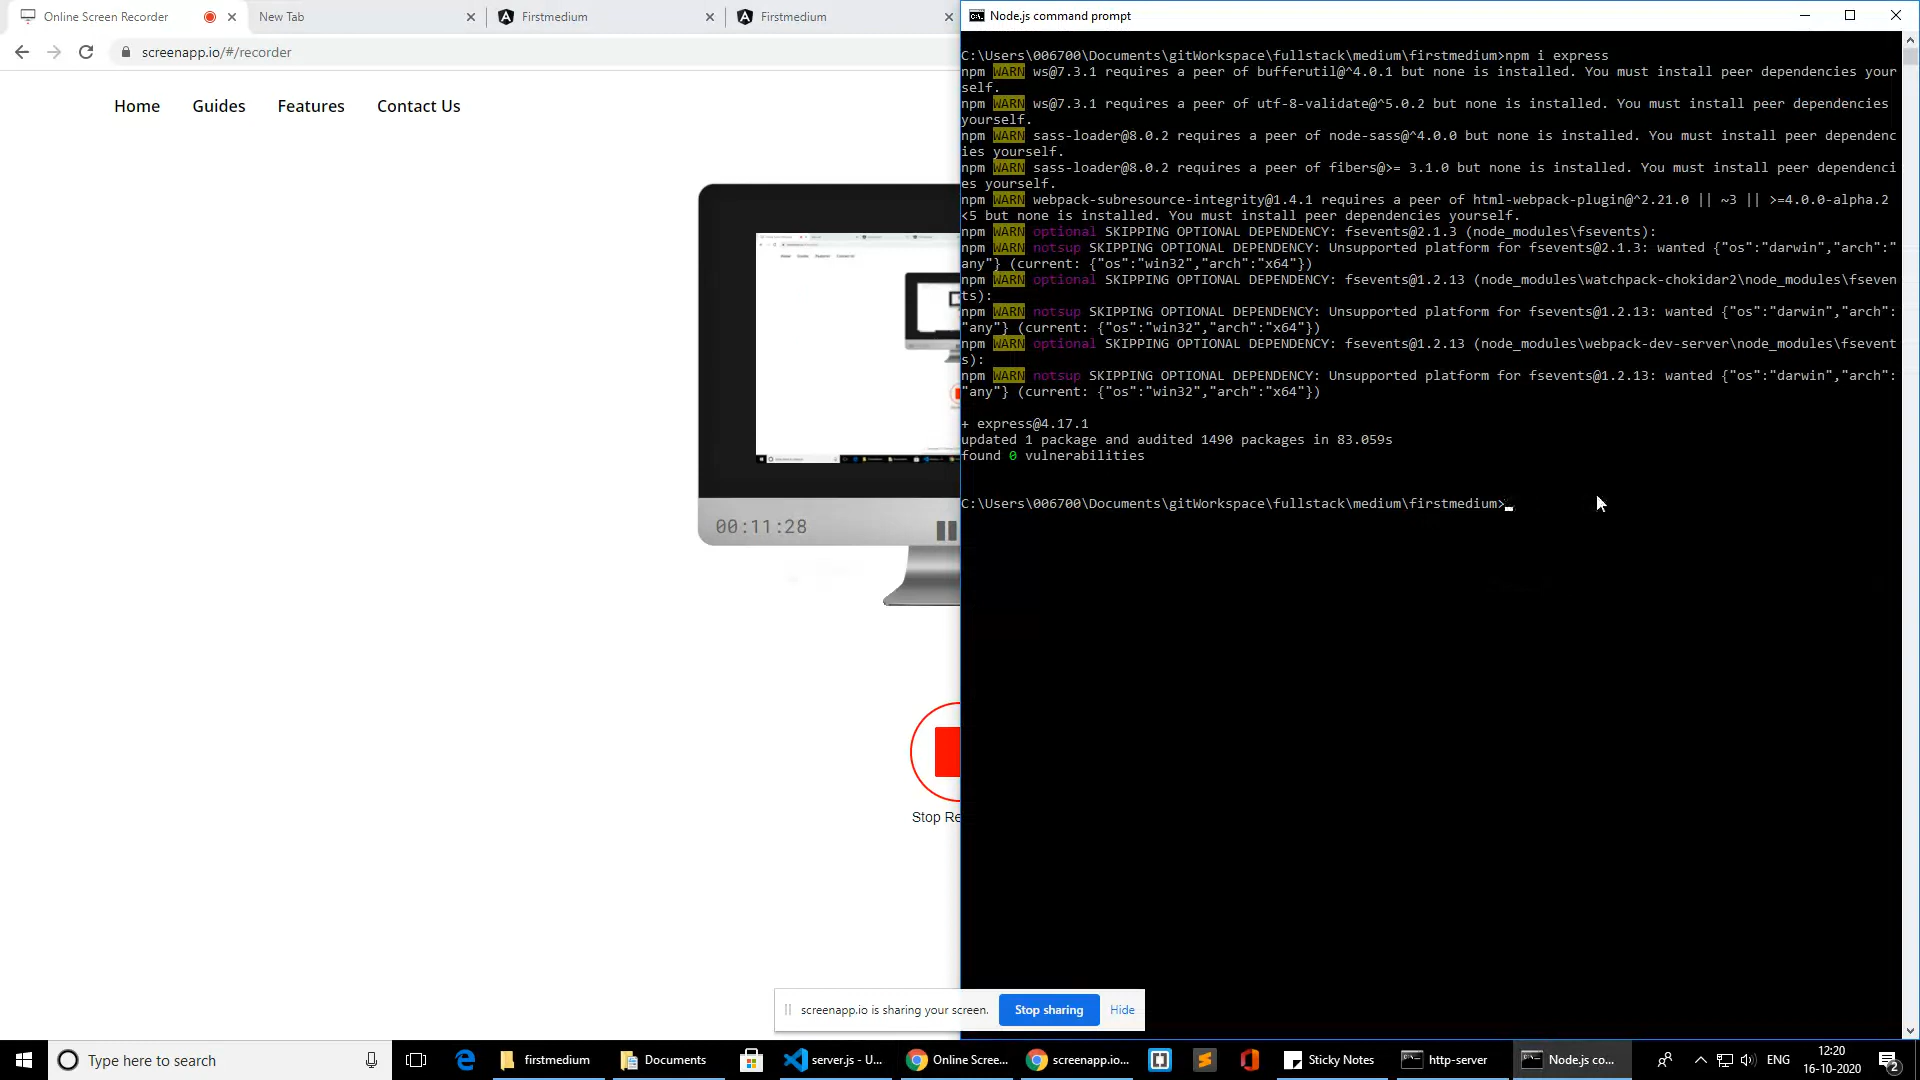 Online Screen Recorder
New Tab
Firstmedium
Firstmedium
screenapp.io/#/recorder
Home
Guides
Features
Contact Us
00:11:28
Stop Re
Node.js command prompt
C:\Users\006700\Documents\gitWorkspace\fullstack\medium\firstmedium>npm i express
npm WARN ws@7.3.1 requires a peer of bufferutil@^4.0.1 but none is installed. You must install peer dependencies your
self.
npm WARN ws@7.3.1 requires a peer of utf-8-validate@^5.0.2 but none is installed. You must install peer dependencies
yourself.
npm WARN sass-loader@8.0.2 requires a peer of node-sass@^4.0.0 but none is installed. You must install peer dependenc
ies yourself.
npm WARN sass-loader@8.0.2 requires a peer of fibers@>= 3.1.0 but none is installed. You must install peer dependenci
es yourself.
npm WARN webpack-subresource-integrity@1.4.1 requires a peer of html-webpack-plugin@^2.21.0 || ~3 || >=4.0.0-alpha.2
<5 but none is installed. You must install peer dependencies yourself.
npm WARN optional SKIPPING OPTIONAL DEPENDENCY: fsevents@2.1.3 (node_modules\fsevents):
npm WARN notsup SKIPPING OPTIONAL DEPENDENCY: Unsupported platform for fsevents@2.1.3: wanted {"os":"darwin","arch":"
any"} (current: {"os":"win32","arch":"x64"})
npm WARN optional SKIPPING OPTIONAL DEPENDENCY: fsevents@1.2.13 (node_modules\watchpack-chokidar2\node_modules\fseven
ts):
npm WARN notsup SKIPPING OPTIONAL DEPENDENCY: Unsupported platform for fsevents@1.2.13: wanted {"os":"darwin","arch":
"any"} (current: {"os":"win32","arch":"x64"})
npm WARN optional SKIPPING OPTIONAL DEPENDENCY: fsevents@1.2.13 (node_modules\webpack-dev-server\node_modules\fsevent
s):
npm WARN notsup SKIPPING OPTIONAL DEPENDENCY: Unsupported platform for fsevents@1.2.13: wanted {"os":"darwin","arch":
"any"} (current: {"os":"win32","arch":"x64"})
+ express@4.17.1
updated 1 package and audited 1490 packages in 83.059s
found 0 vulnerabilities
C:\Users\006700\Documents\gitWorkspace\fullstack\medium\firstmedium>
screenapp.io is sharing your screen.
Stop sharing
Hide
Type here to search
firstmedium
Documents
server.js - U...
Online Scree...
screenapp.io...
Sticky Notes
http-server
Node.js co...
ENG
12:20
16-10-2020
2